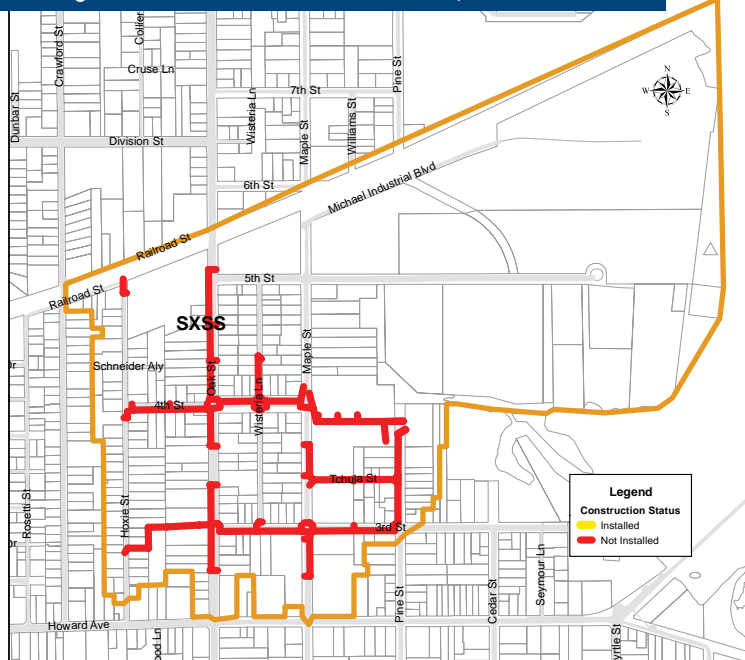 Crawford St
Collier
Cruse Ln
Dunbar St
7th St
Pine St
Wisteria Ln
Maple St
Williams St
Division St
N
W
E
S
6th St
Michael Industrial Blvd
Railroad St
5th St
Railroad St
SXSS
Maple St
Schneider Aly
Oak St
Wisteria Ln
4th St
Tchula St
Rosetti St
Hoxie St
3rd St
Legend
Construction Status
Installed
Not Installed
Seymour Ln
Cedar St
Pine St
Howard Ave